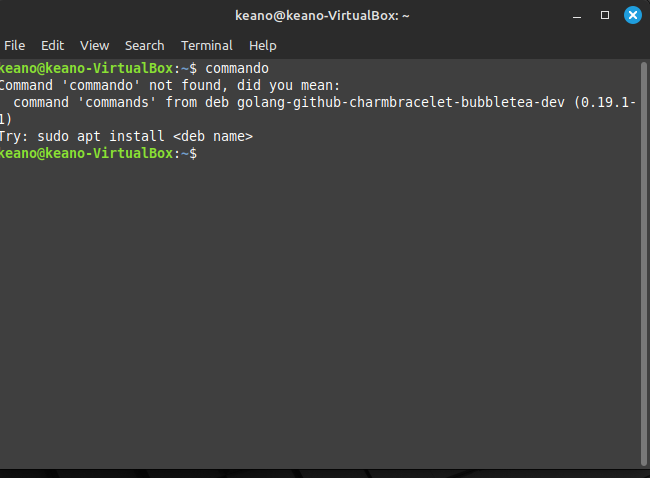 keano@keano-VirtualBox: ~
File Edit View Search Terminal Help
keano@keano-VirtualBox:~$ commando
Command 'commando' not found, did you mean:
  command 'commands' from deb golang-github-charmbracelet-bubbletea-dev (0.19.1-
1)
Try: sudo apt install <deb name>
keano@keano-VirtualBox:~$